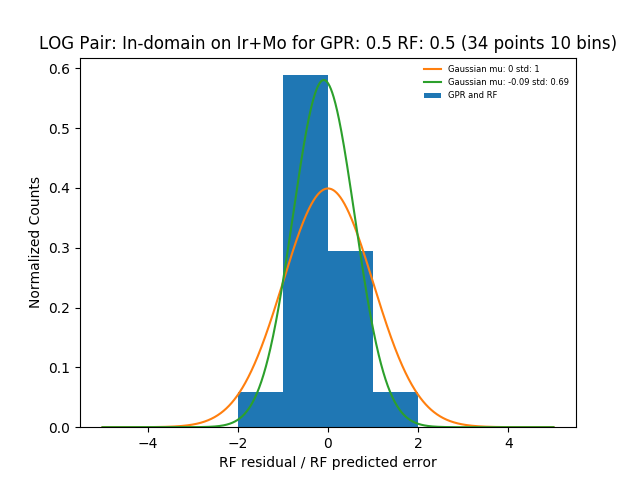 LOG Pair: In-domain on Ir+Mo for GPR: 0.5 RF: 0.5 (34 points 10 bins)
Gaussian mu: 0 std: 1
Gaussian mu: -0.09 std: 0.69
GPR and RF
Normalized Counts
0.6
0.5
0.4
0.3
0.2
0.1
0.0
−4 −2 0 2 4
RF residual / RF predicted error